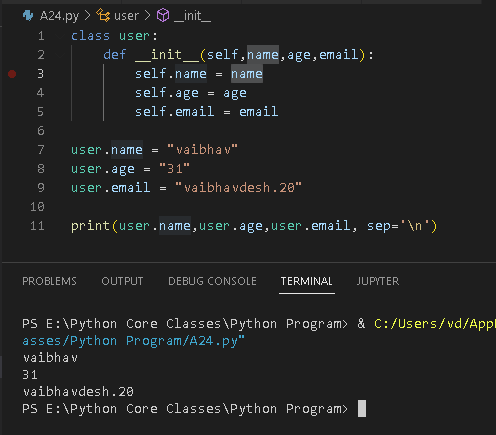 A24.py > user > __init__
1 class user:
2 def __init__(self,name,age,email):
3 self.name = name
4 self.age = age
5 self.email = email
6
7 user.name = "vaibhav"
8 user.age = "31"
9 user.email = "vaibhavdesh.20"
10
11 print(user.name,user.age,user.email, sep='\n')
PROBLEMS OUTPUT DEBUG CONSOLE TERMINAL JUPYTER
PS E:\Python Core Classes\Python Program> & C:/Users/vd/App
asses/Python Program/A24.py"
vaibhav
31
vaibhavdesh.20
PS E:\Python Core Classes\Python Program>